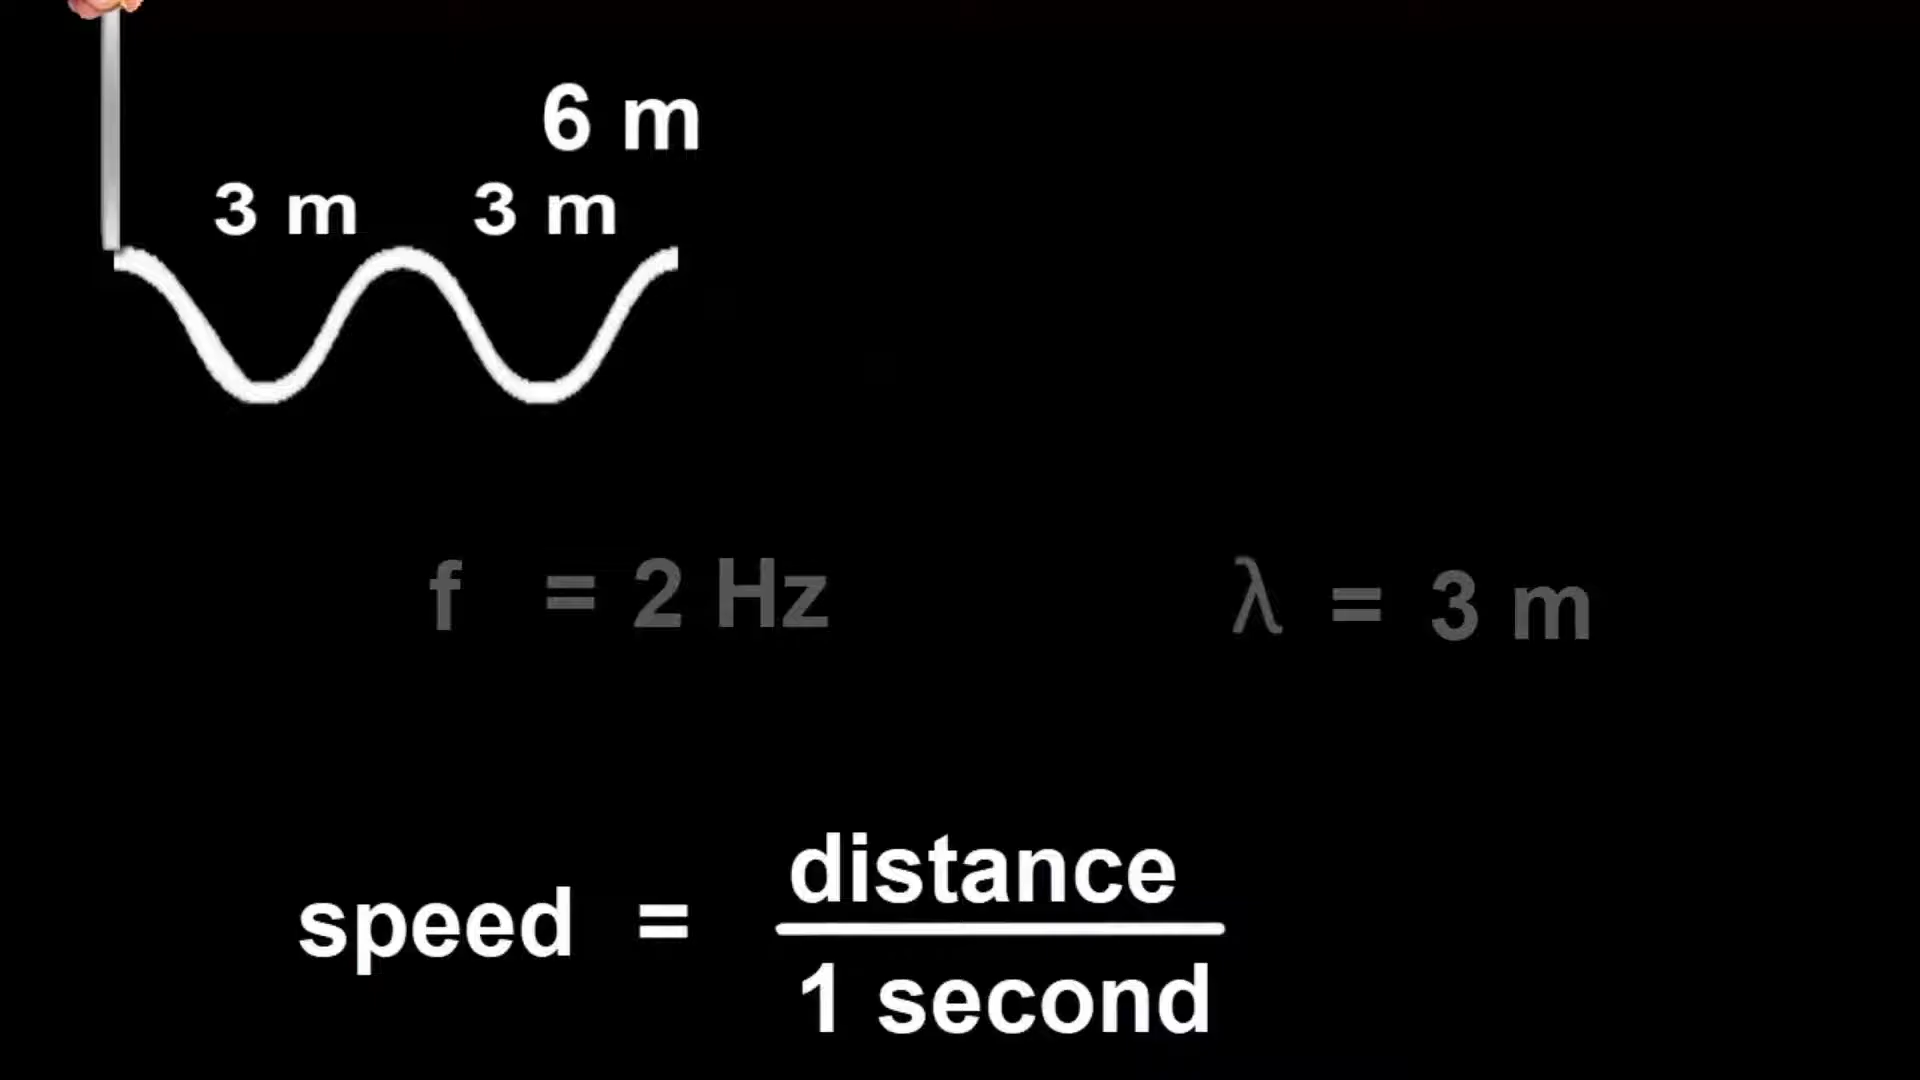 6 m
3 m 3 m
f = 2 Hz λ = 3 m
speed = distance
1 second